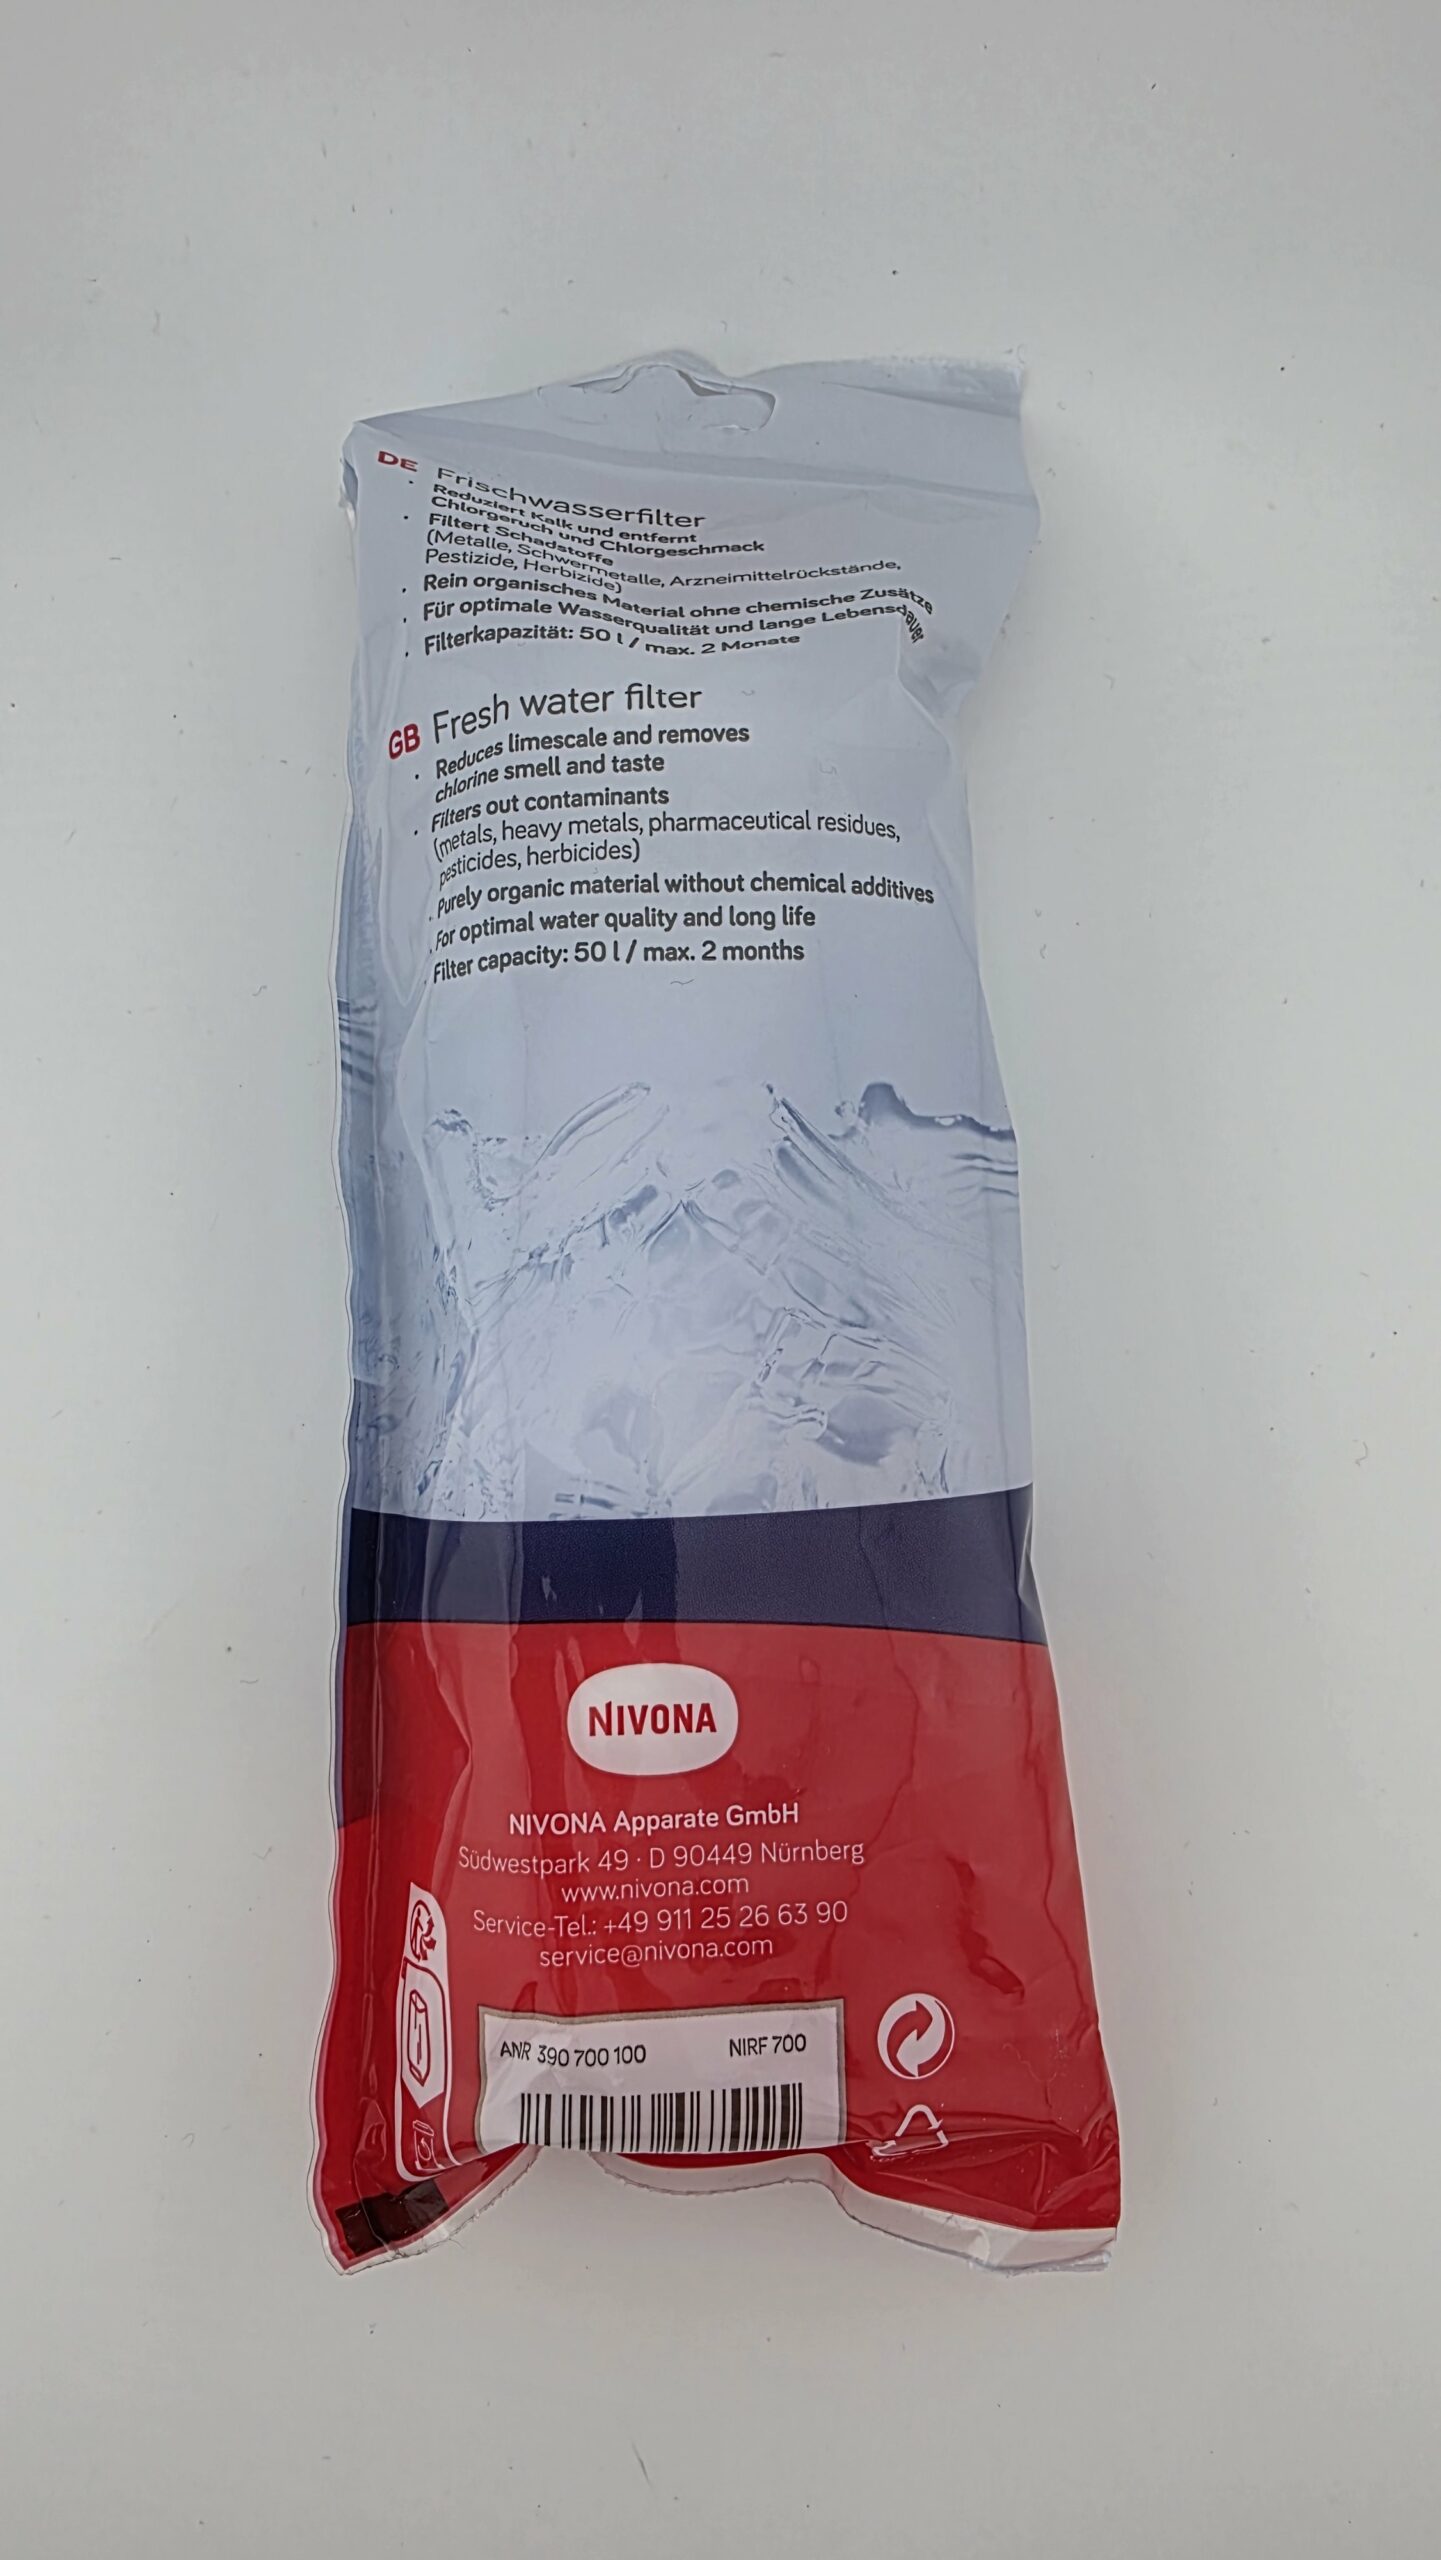 DE Frischwasserfilter
· Reduziert Kalk und entfernt
Chlorgeruch und Chlorgeschmack
· Filtert Schadstoffe
(Metalle, Schwermetalle, Arzneimittelrückstände,
Pestizide, Herbizide)
· Rein organisches Material ohne chemische Zusätze
· Für optimale Wasserqualität und lange Lebensdauer
· Filterkapazität: 50 l / max. 2 Monate
GB Fresh water filter
· Reduces limescale and removes
chlorine smell and taste
· Filters out contaminants
(metals, heavy metals, pharmaceutical residues,
pesticides, herbicides)
· Purely organic material without chemical additives
· For optimal water quality and long life
· Filter capacity: 50 l / max. 2 months
NIVONA
NIVONA Apparate GmbH
Südwestpark 49 · D 90449 Nürnberg
www.nivona.com
Service-Tel.: +49 911 25 26 63 90
service@nivona.com
ANR 390 700 100 NIRF 700